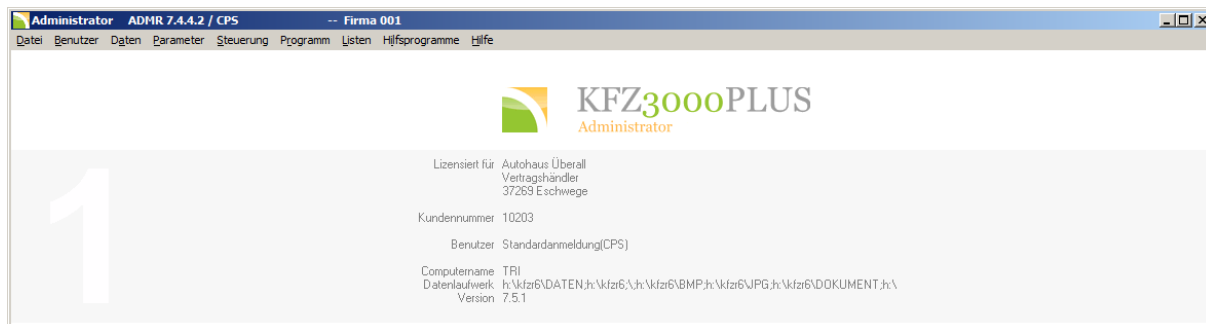 Administrator ADMR 7.4.4.2 / CPS -- Firma 001
Datei Benutzer Daten Parameter Steuerung Programm Listen Hilfsprogramme Hilfe
KFZ3000PLUS
Administrator
1
Lizensiert für Autohaus Überall
Vertragshändler
37269 Eschwege
Kundennummer 10203
Benutzer Standardanmeldung(CPS)
Computername TRI
Datenlaufwerk h:\kfzr6\DATEN;h:\kfzr6;\;h:\kfzr6\BMP;h:\kfzr6\JPG;h:\kfzr6\DOKUMENT;h:\
Version 7.5.1